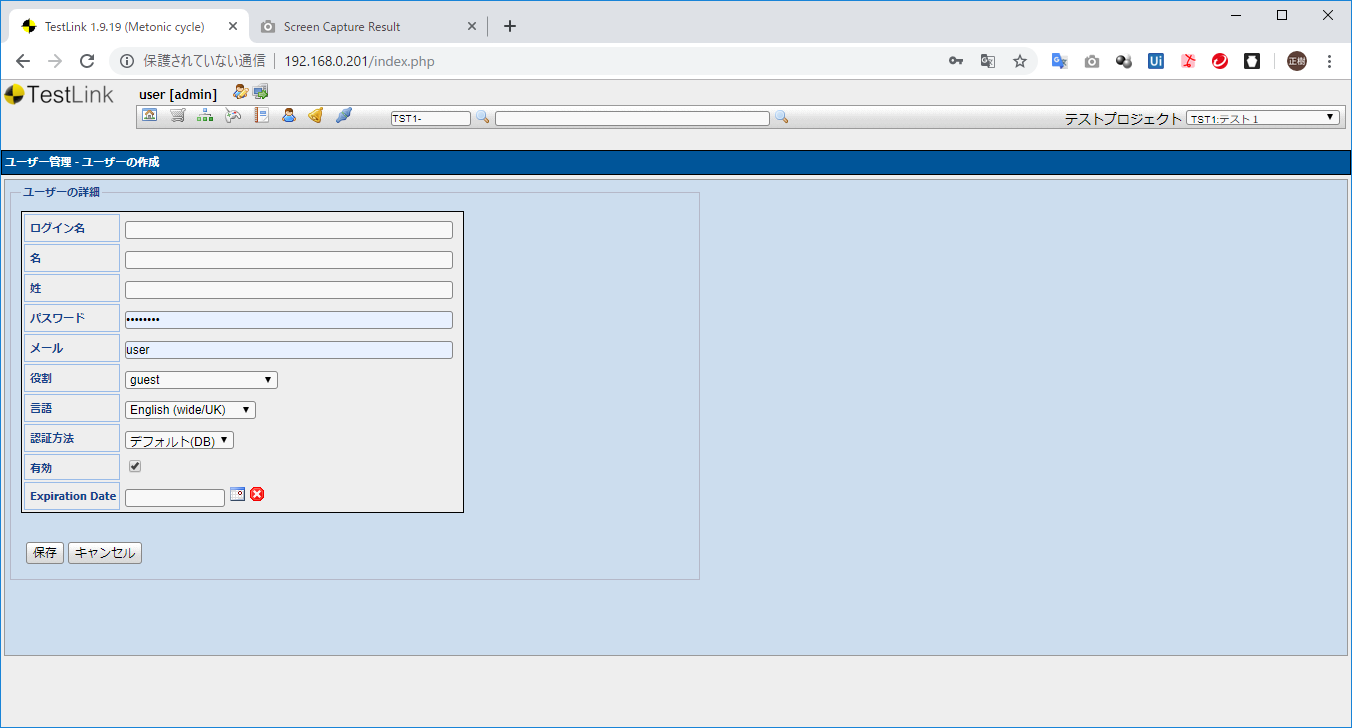 TestLink 1.9.19 (Metonic cycle)
Screen Capture Result
保護されていない通信 192.168.0.201/index.php
Ui
正樹
TestLink
user [admin]
TST1-
テストプロジェクト TST1:テスト１
ユーザー管理 - ユーザーの作成
ユーザーの詳細
ログイン名
名
姓
パスワード ••••••••
メール user
役割 guest
言語 English (wide/UK)
認証方法 デフォルト(DB)
有効
Expiration Date
保存 キャンセル